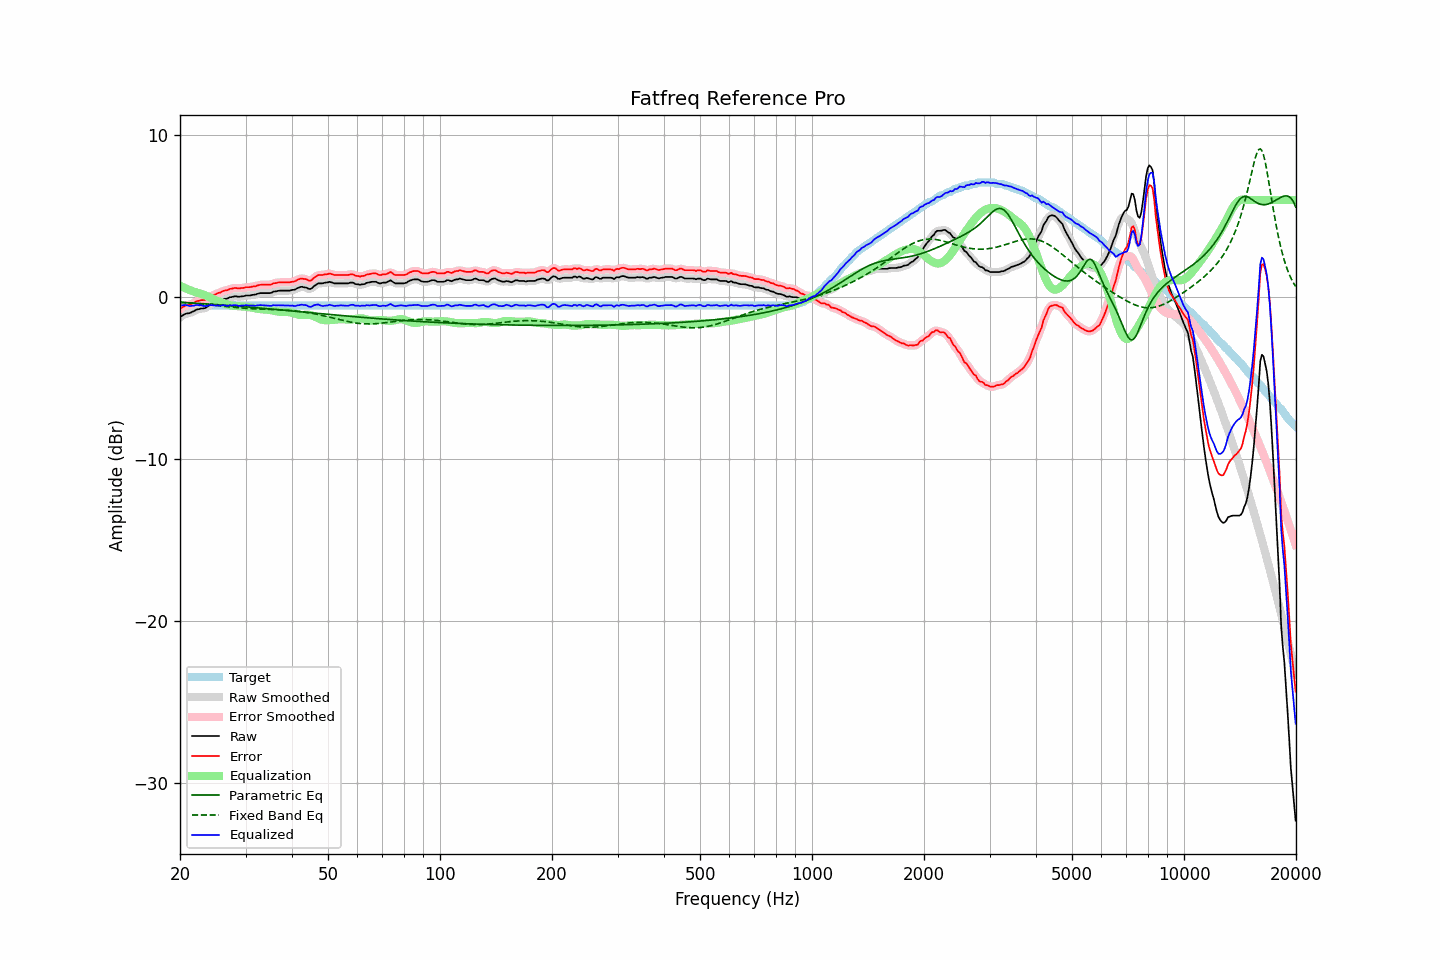 Fatfreq Reference Pro
Amplitude (dBr)
10
0
−10
−20
−30
Target
Raw Smoothed
Error Smoothed
Raw
Error
Equalization
Parametric Eq
Fixed Band Eq
Equalized
20 50 100 200 500 1000 2000 5000 10000 20000
Frequency (Hz)